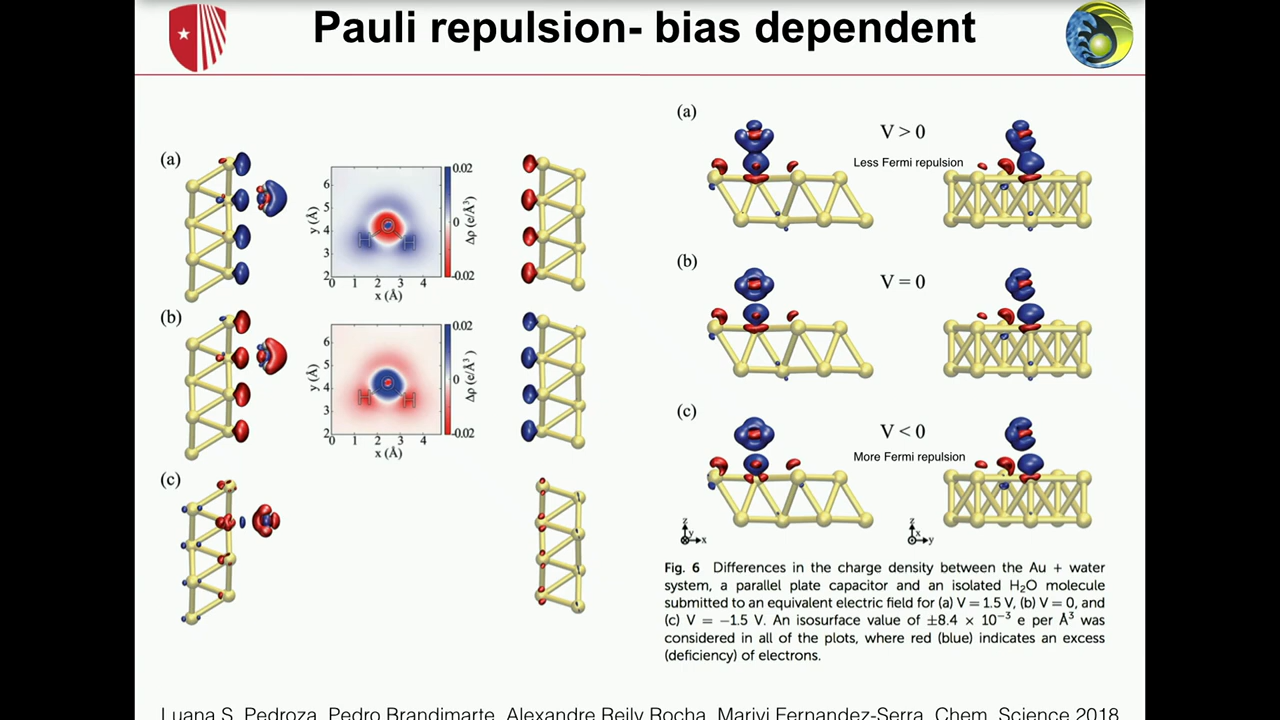 Pauli repulsion- bias dependent
(a)
y (Å)
6
5
4
3
2
0 1 2 3 4
x (Å)
O
H H
0.02
0
-0.02
Δρ (e/Å³)
(b)
y (Å)
6
5
4
3
2
0 1 2 3 4
x (Å)
O
H H
0.02
0
-0.02
Δρ (e/Å³)
(c)
(a)
V > 0
Less Fermi repulsion
(b)
V = 0
(c)
V < 0
More Fermi repulsion
z
y
x
z
x
y
Fig. 6 Differences in the charge density between the Au + water
system, a parallel plate capacitor and an isolated H₂O molecule
submitted to an equivalent electric field for (a) V = 1.5 V, (b) V = 0, and
(c) V = −1.5 V. An isosurface value of ±8.4 × 10⁻³ e per Å³ was
considered in all of the plots, where red (blue) indicates an excess
(deficiency) of electrons.
Luana S. Pedroza, Pedro Brandimarte, Alexandre Reily Rocha, Marivi Fernandez-Serra, Chem. Science 2018